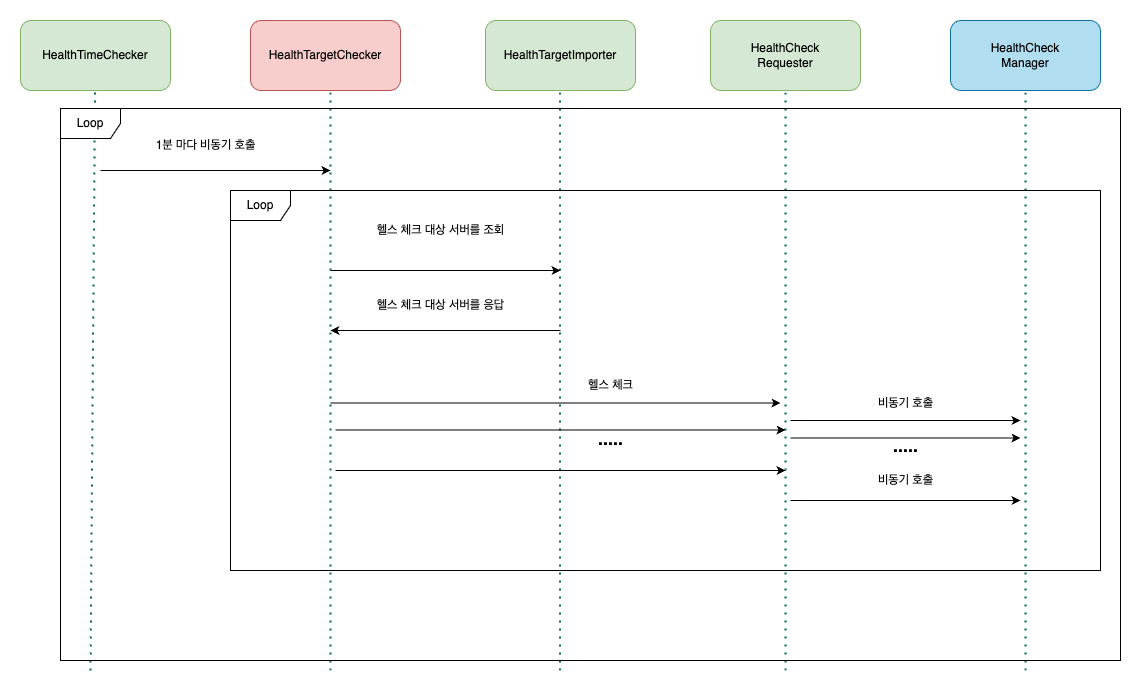 HealthTimeChecker
HealthTargetChecker
HealthTargetImporter
HealthCheck
Requester
HealthCheck
Manager
Loop
1분 마다 비동기 호출
Loop
헬스 체크 대상 서버를 조회
헬스 체크 대상 서버를 응답
헬스 체크
비동기 호출
.....
.....
비동기 호출